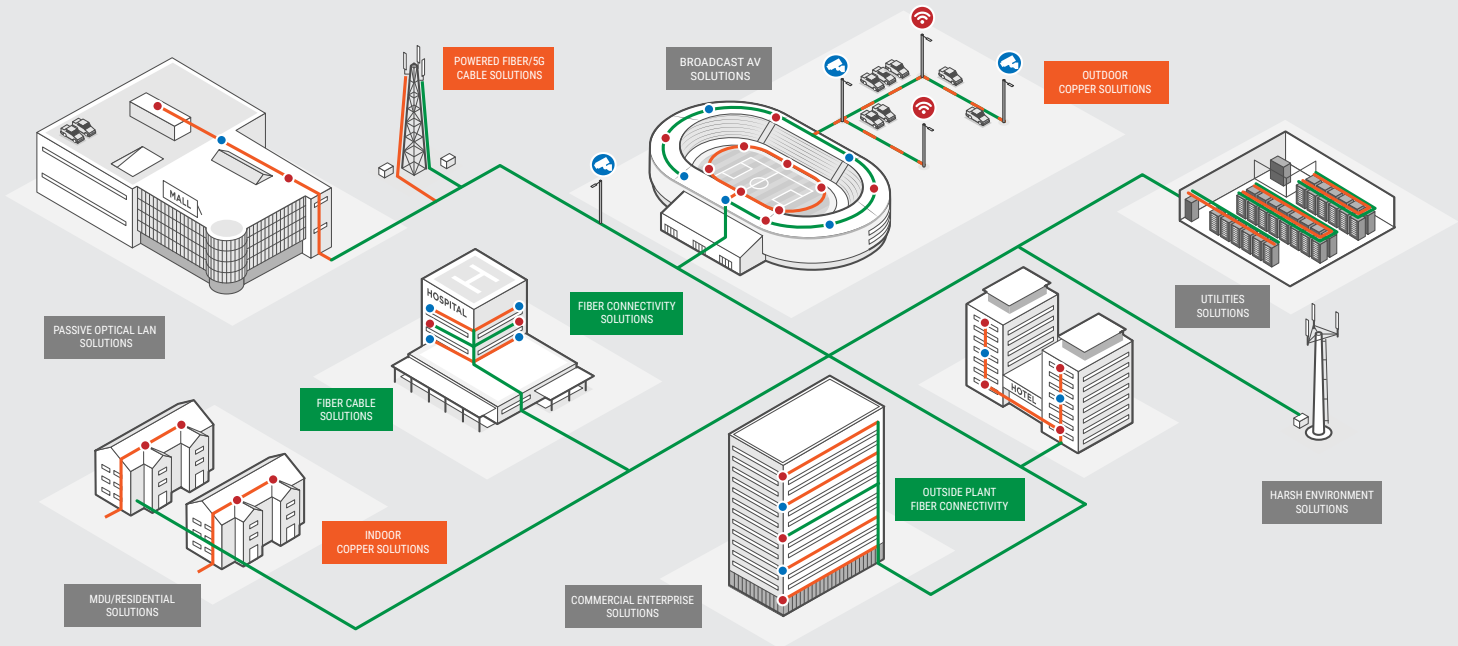 POWERED FIBER/5G
CABLE SOLUTIONS
BROADCAST AV
SOLUTIONS
OUTDOOR
COPPER SOLUTIONS
MALL
HOSPITAL
FIBER CONNECTIVITY
SOLUTIONS
UTILITIES
SOLUTIONS
PASSIVE OPTICAL LAN
SOLUTIONS
H
FIBER CABLE
SOLUTIONS
HOTEL
OUTSIDE PLANT
FIBER CONNECTIVITY
HARSH ENVIRONMENT
SOLUTIONS
INDOOR
COPPER SOLUTIONS
MDU/RESIDENTIAL
SOLUTIONS
COMMERCIAL ENTERPRISE
SOLUTIONS